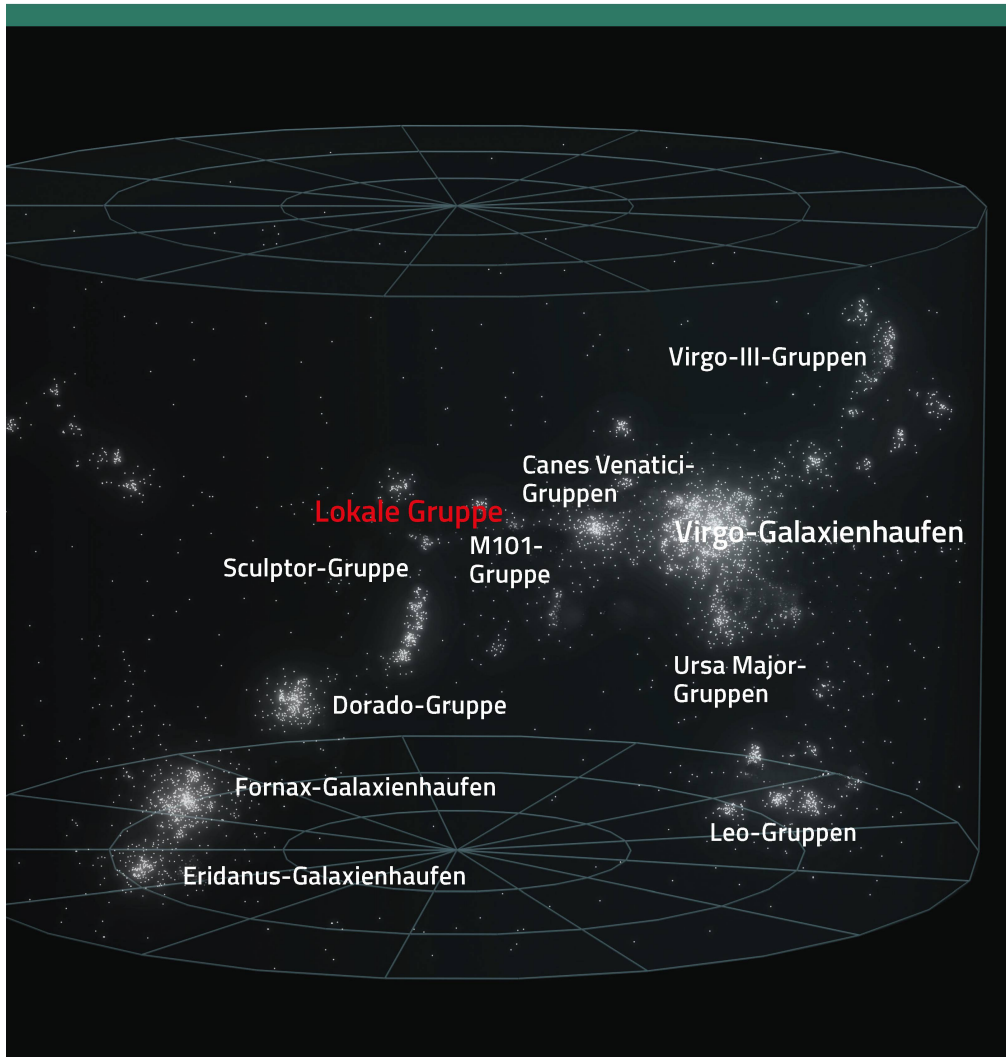 Virgo-III-Gruppen
Canes Venatici-
Gruppen
Lokale Gruppe
Virgo-Galaxienhaufen
M101-
Gruppe
Sculptor-Gruppe
Ursa Major-
Gruppen
Dorado-Gruppe
Fornax-Galaxienhaufen
Leo-Gruppen
Eridanus-Galaxienhaufen